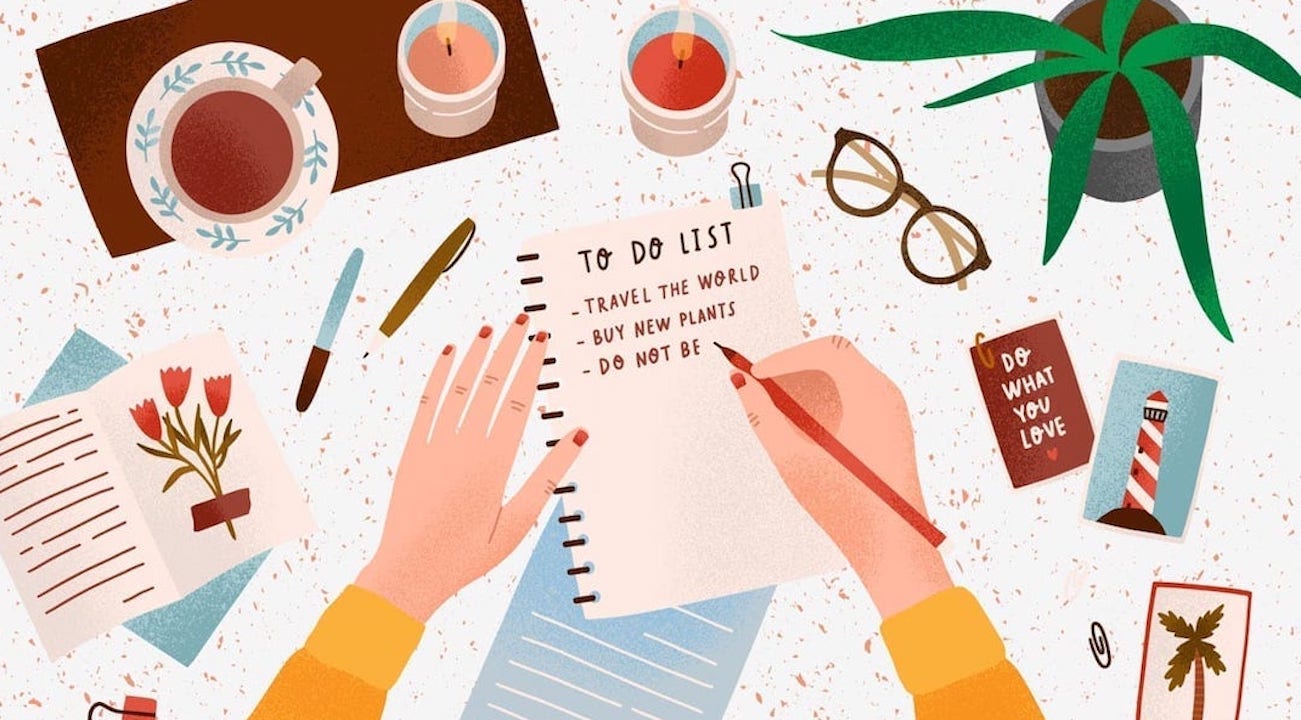 TO DO LIST
- TRAVEL THE WORLD
- BUY NEW PLANTS
- DO NOT BE
DO
WHAT
YOU
LOVE